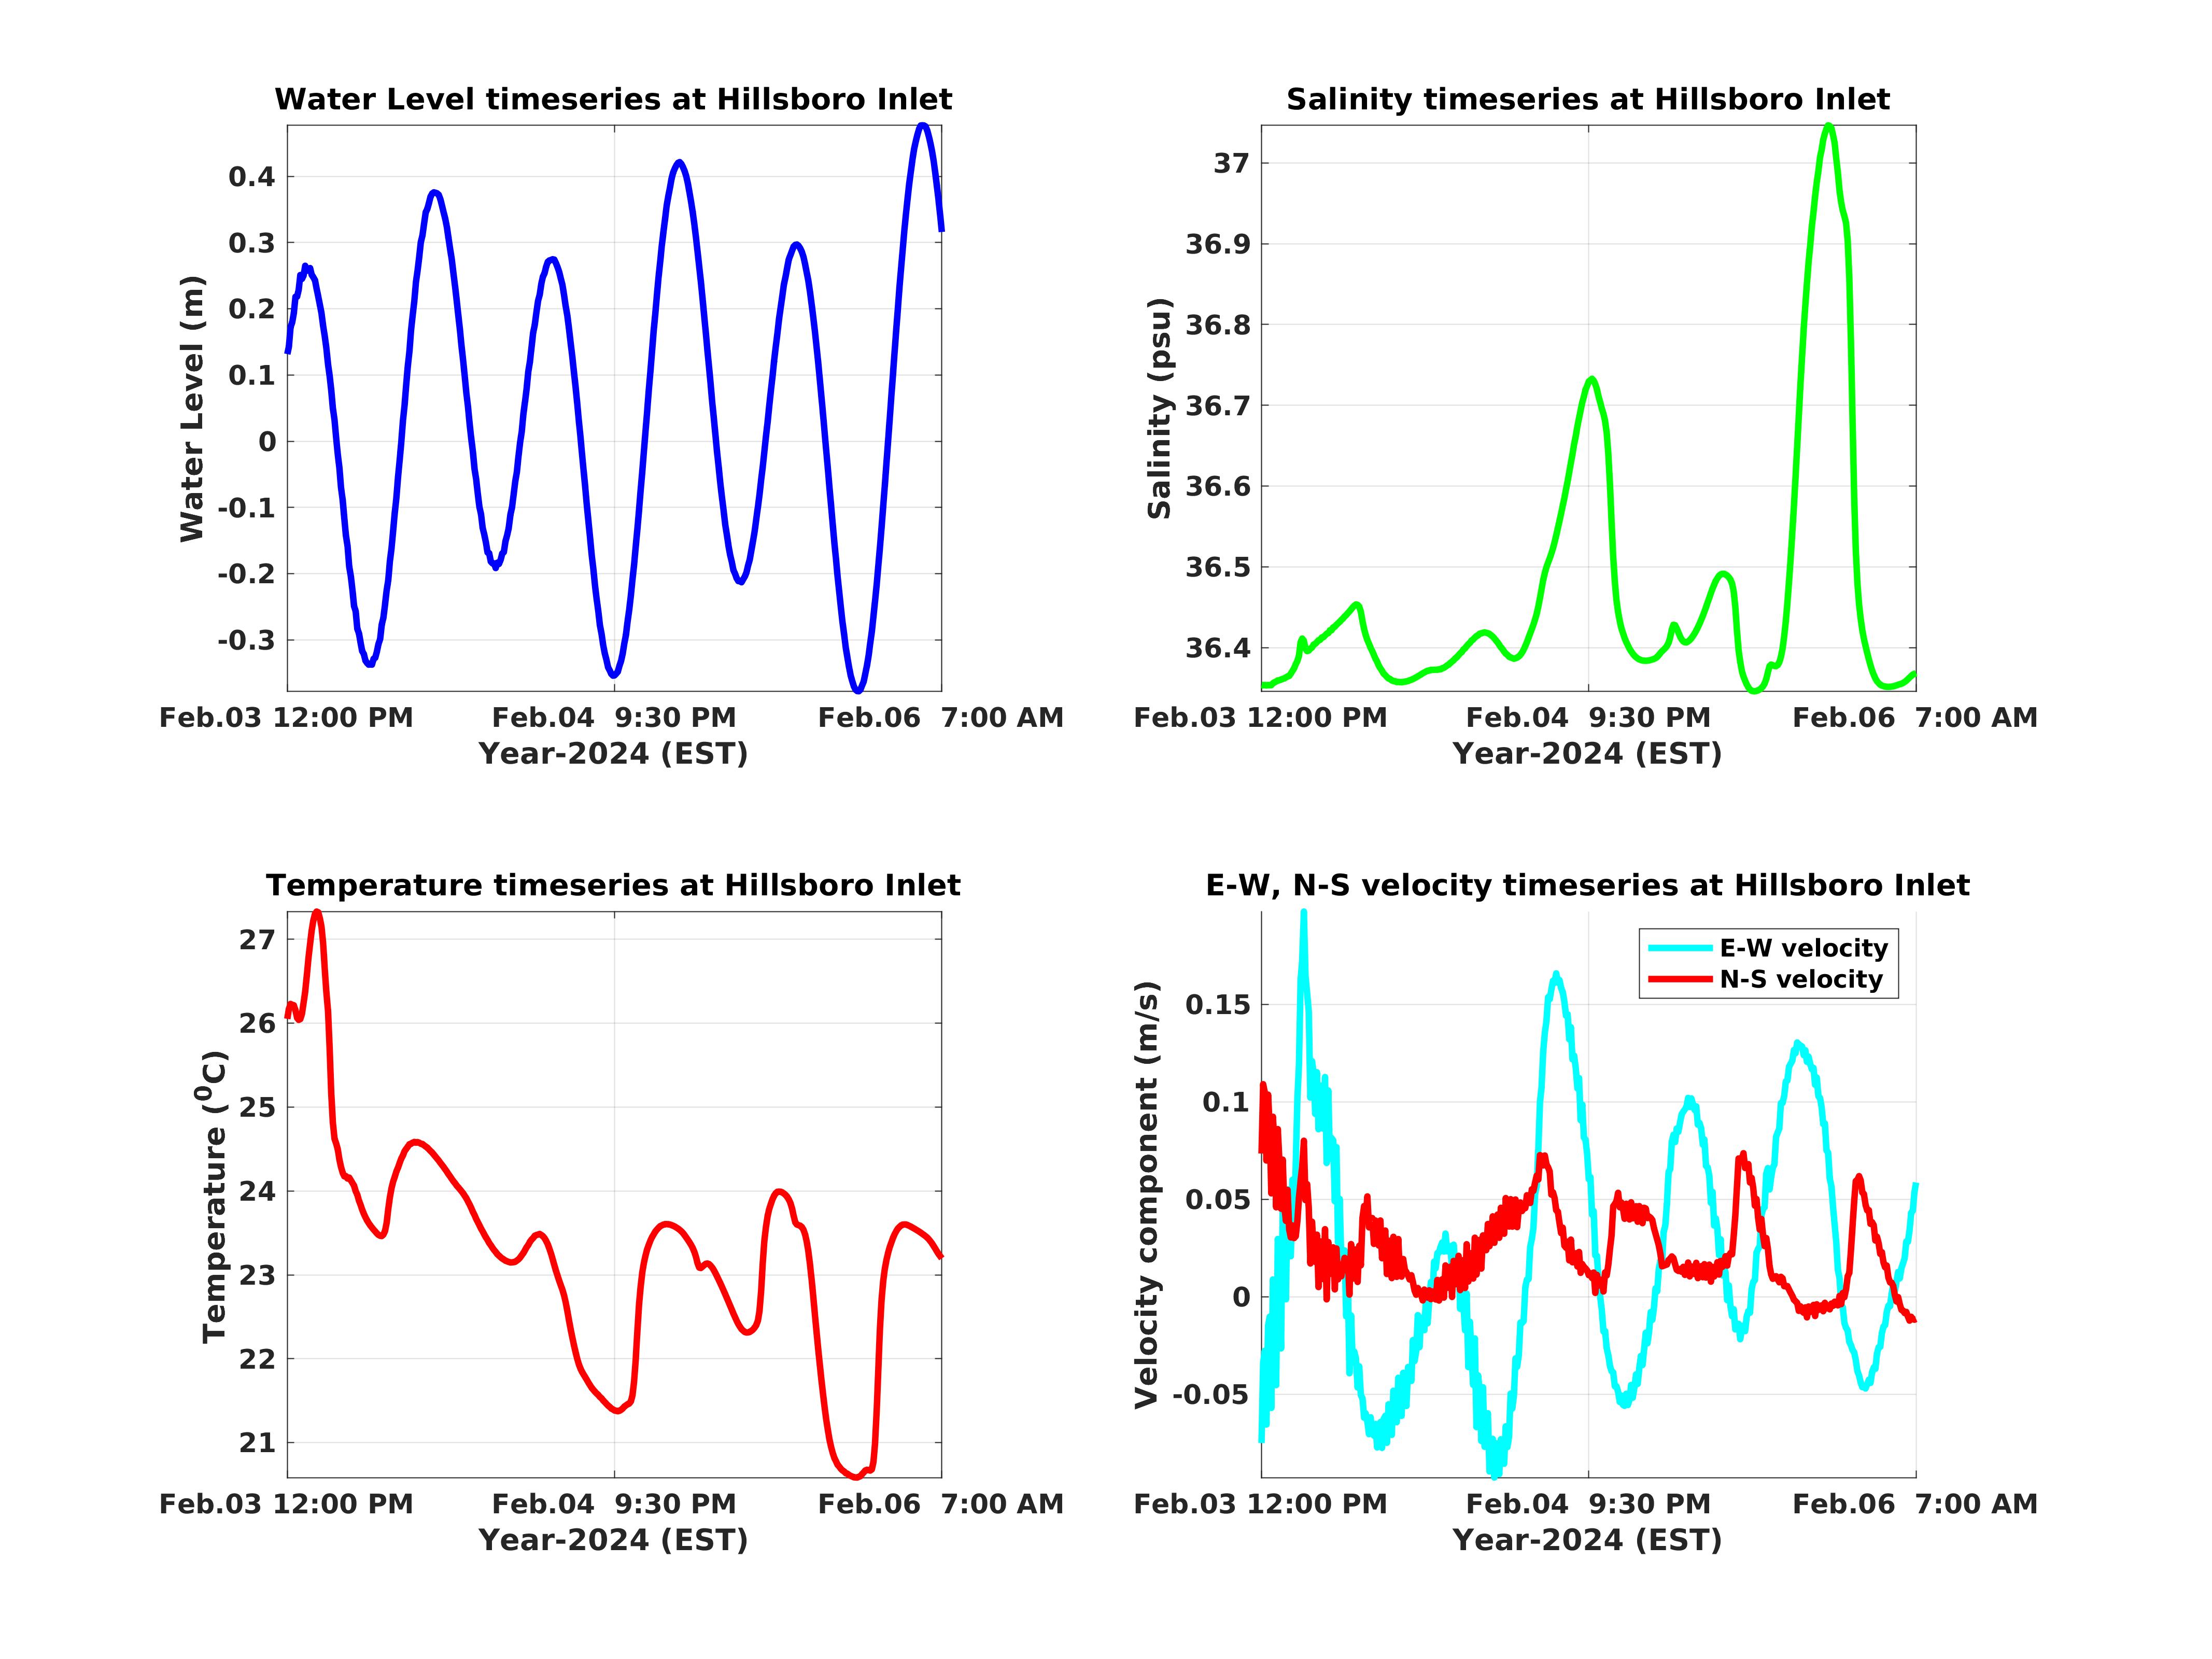 Water Level timeseries at Hillsboro Inlet
Water Level (m)
0.4
0.3
0.2
0.1
0
-0.1
-0.2
-0.3
Feb.03 12:00 PM
Feb.04 9:30 PM
Feb.06 7:00 AM
Year-2024 (EST)
Salinity timeseries at Hillsboro Inlet
Salinity (psu)
37
36.9
36.8
36.7
36.6
36.5
36.4
Feb.03 12:00 PM
Feb.04 9:30 PM
Feb.06 7:00 AM
Year-2024 (EST)
Temperature timeseries at Hillsboro Inlet
Temperature (⁰C)
27
26
25
24
23
22
21
Feb.03 12:00 PM
Feb.04 9:30 PM
Feb.06 7:00 AM
Year-2024 (EST)
E-W, N-S velocity timeseries at Hillsboro Inlet
E-W velocity
N-S velocity
Velocity component (m/s)
0.15
0.1
0.05
0
-0.05
Feb.03 12:00 PM
Feb.04 9:30 PM
Feb.06 7:00 AM
Year-2024 (EST)